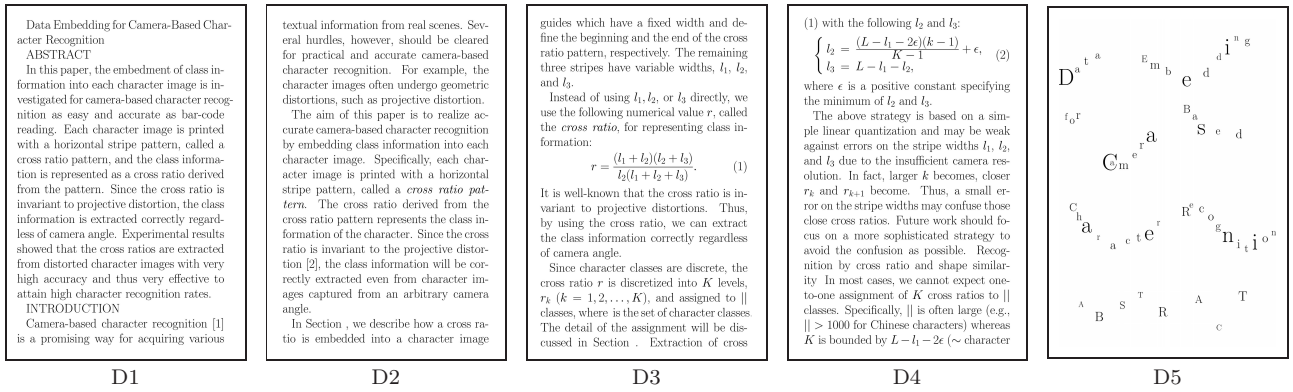 Data Embedding for Camera-Based Char-
acter Recognition
ABSTRACT
In this paper, the embedment of class in-
formation into each character image is in-
vestigated for camera-based character recog-
nition as easy and accurate as bar-code
reading. Each character image is printed
with a horizontal stripe pattern, called a
cross ratio pattern, and the class informa-
tion is represented as a cross ratio derived
from the pattern. Since the cross ratio is
invariant to projective distortion, the class
information is extracted correctly regard-
less of camera angle. Experimental results
showed that the cross ratios are extracted
from distorted character images with very
high accuracy and thus very effective to
attain high character recognition rates.
INTRODUCTION
Camera-based character recognition [1]
is a promising way for acquiring various
D1
textual information from real scenes. Sev-
eral hurdles, however, should be cleared
for practical and accurate camera-based
character recognition. For example, the
character images often undergo geometric
distortions, such as projective distortion.
The aim of this paper is to realize ac-
curate camera-based character recognition
by embedding class information into each
character image. Specifically, each char-
acter image is printed with a horizontal
stripe pattern, called a cross ratio pat-
tern. The cross ratio derived from the
cross ratio pattern represents the class in-
formation of the character. Since the cross
ratio is invariant to the projective distor-
tion [2], the class information will be cor-
rectly extracted even from character im-
ages captured from an arbitrary camera
angle.
In Section , we describe how a cross ra-
tio is embedded into a character image
D2
guides which have a fixed width and de-
fine the beginning and the end of the cross
ratio pattern, respectively. The remaining
three stripes have variable widths, l1, l2,
and l3.
Instead of using l1, l2, or l3 directly, we
use the following numerical value r, called
the cross ratio, for representing class in-
formation:
r = (l1 + l2)(l2 + l3) / l2(l1 + l2 + l3). (1)
It is well-known that the cross ratio is in-
variant to projective distortions. Thus,
by using the cross ratio, we can extract
the class information correctly regardless
of camera angle.
Since character classes are discrete, the
cross ratio r is discretized into K levels,
rk (k = 1, 2, . . . , K), and assigned to ||
classes, where is the set of character classes.
The detail of the assignment will be dis-
cussed in Section . Extraction of cross
D3
(1) with the following l2 and l3:
{ l2 = (L − l1 − 2ϵ)(k − 1) / K − 1 + ϵ,
l3 = L − l1 − l2, (2)
where ϵ is a positive constant specifying
the minimum of l2 and l3.
The above strategy is based on a sim-
ple linear quantization and may be weak
against errors on the stripe widths l1, l2,
and l3 due to the insufficient camera res-
olution. In fact, larger k becomes, closer
rk and rk+1 become. Thus, a small er-
ror on the stripe widths may confuse those
close cross ratios. Future work should fo-
cus on a more sophisticated strategy to
avoid the confusion as possible. Recog-
nition by cross ratio and shape similar-
ity In most cases, we cannot expect one-
to-one assignment of K cross ratios to ||
classes. Specifically, || is often large (e.g.,
|| > 1000 for Chinese characters) whereas
K is bounded by L − l1 − 2ϵ (∼ character
D4
Data Embedding
for Camera Based
Character Recognition
ABSTRACT
D5